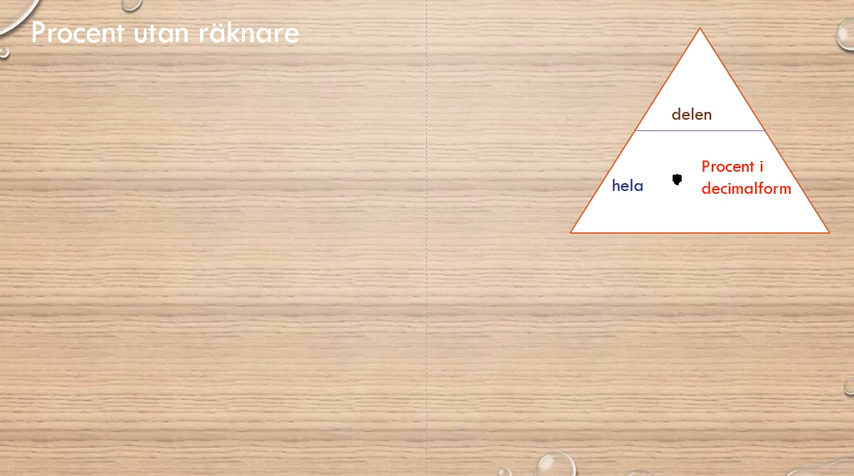 Procent utan räknare
delen
hela
Procent i
decimalform